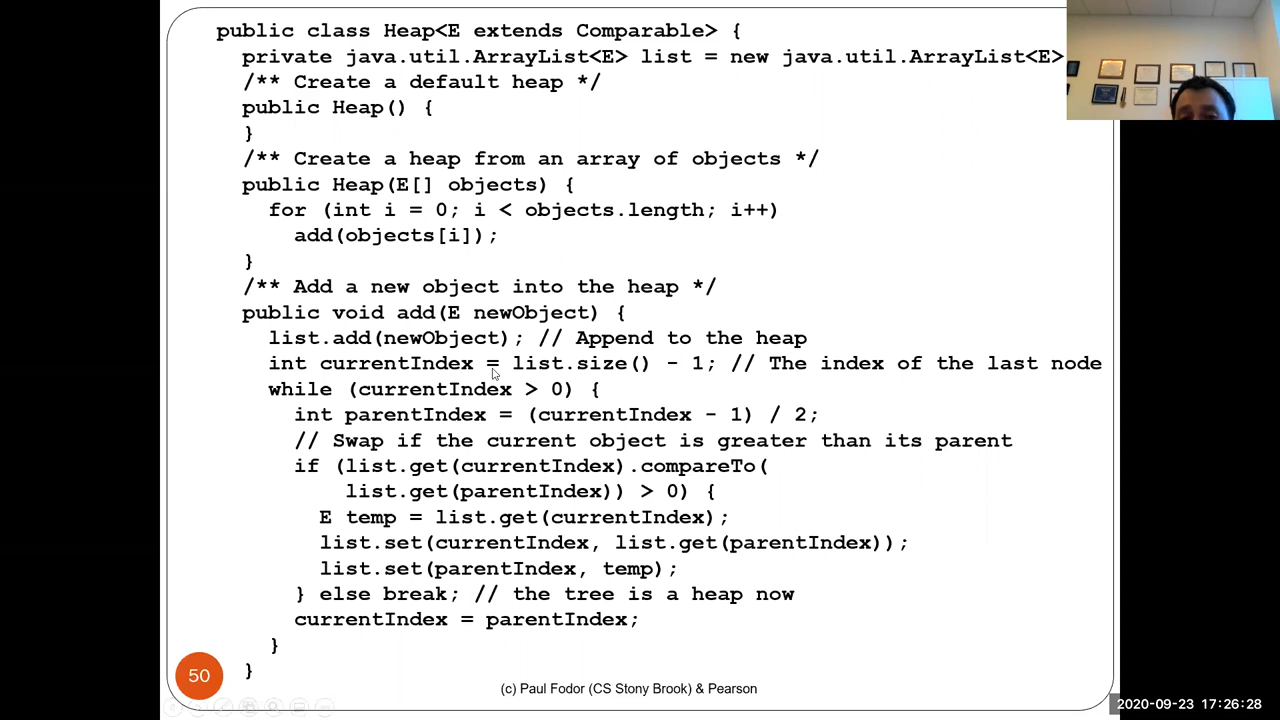 public class Heap<E extends Comparable> {
private java.util.ArrayList<E> list = new java.util.ArrayList<E>
/** Create a default heap */
public Heap() {
}
/** Create a heap from an array of objects */
public Heap(E[] objects) {
for (int i = 0; i < objects.length; i++)
add(objects[i]);
}
/** Add a new object into the heap */
public void add(E newObject) {
list.add(newObject); // Append to the heap
int currentIndex = list.size() - 1; // The index of the last node
while (currentIndex > 0) {
int parentIndex = (currentIndex - 1) / 2;
// Swap if the current object is greater than its parent
if (list.get(currentIndex).compareTo(
list.get(parentIndex)) > 0) {
E temp = list.get(currentIndex);
list.set(currentIndex, list.get(parentIndex));
list.set(parentIndex, temp);
} else break; // the tree is a heap now
currentIndex = parentIndex;
}
}
50
(c) Paul Fodor (CS Stony Brook) & Pearson
2020-09-23 17:26:28